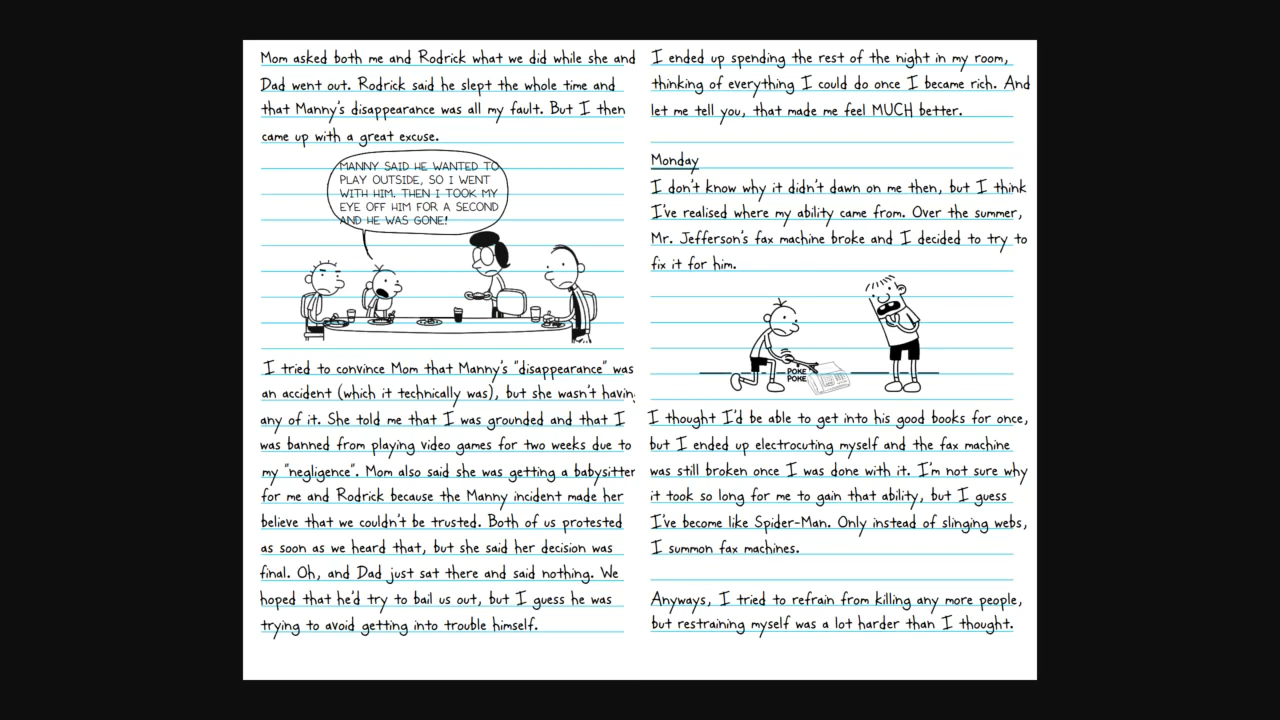 Mom asked both me and Rodrick what we did while she and
Dad went out. Rodrick said he slept the whole time and
that Manny's disappearance was all my fault. But I then
came up with a great excuse.
MANNY SAID HE WANTED TO
PLAY OUTSIDE, SO I WENT
WITH HIM. THEN I TOOK MY
EYE OFF HIM FOR A SECOND
AND HE WAS GONE!
I tried to convince Mom that Manny's "disappearance" was
an accident (which it technically was), but she wasn't havin
any of it. She told me that I was grounded and that I
was banned from playing video games for two weeks due to
my "negligence". Mom also said she was getting a babysitter
for me and Rodrick because the Manny incident made her
believe that we couldn't be trusted. Both of us protested
as soon as we heard that, but she said her decision was
final. Oh, and Dad just sat there and said nothing. We
hoped that he'd try to bail us out, but I guess he was
trying to avoid getting into trouble himself.
I ended up spending the rest of the night in my room,
thinking of everything I could do once I became rich. And
let me tell you, that made me feel MUCH better.
Monday
I don't know why it didn't dawn on me then, but I think
I've realised where my ability came from. Over the summer,
Mr. Jefferson's fax machine broke and I decided to try to
fix it for him.
POKE
POKE
I thought I'd be able to get into his good books for once,
but I ended up electrocuting myself and the fax machine
was still broken once I was done with it. I'm not sure why
it took so long for me to gain that ability, but I guess
I've become like Spider-Man. Only instead of slinging webs,
I summon fax machines.
Anyways, I tried to refrain from killing any more people,
but restraining myself was a lot harder than I thought.